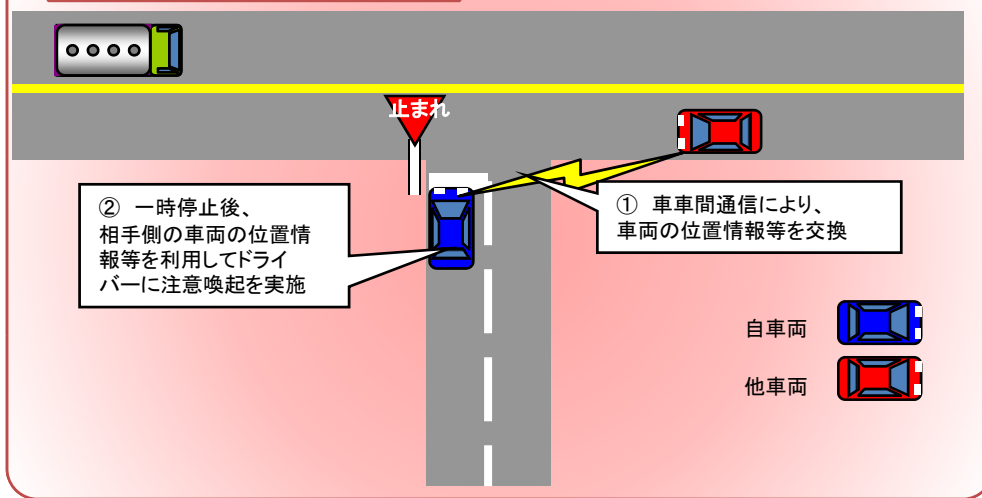 止まれ
② 一時停止後、
相手側の車両の位置情
報等を利用してドライ
バーに注意喚起を実施
① 車車間通信により、
車両の位置情報等を交換
自車両
他車両